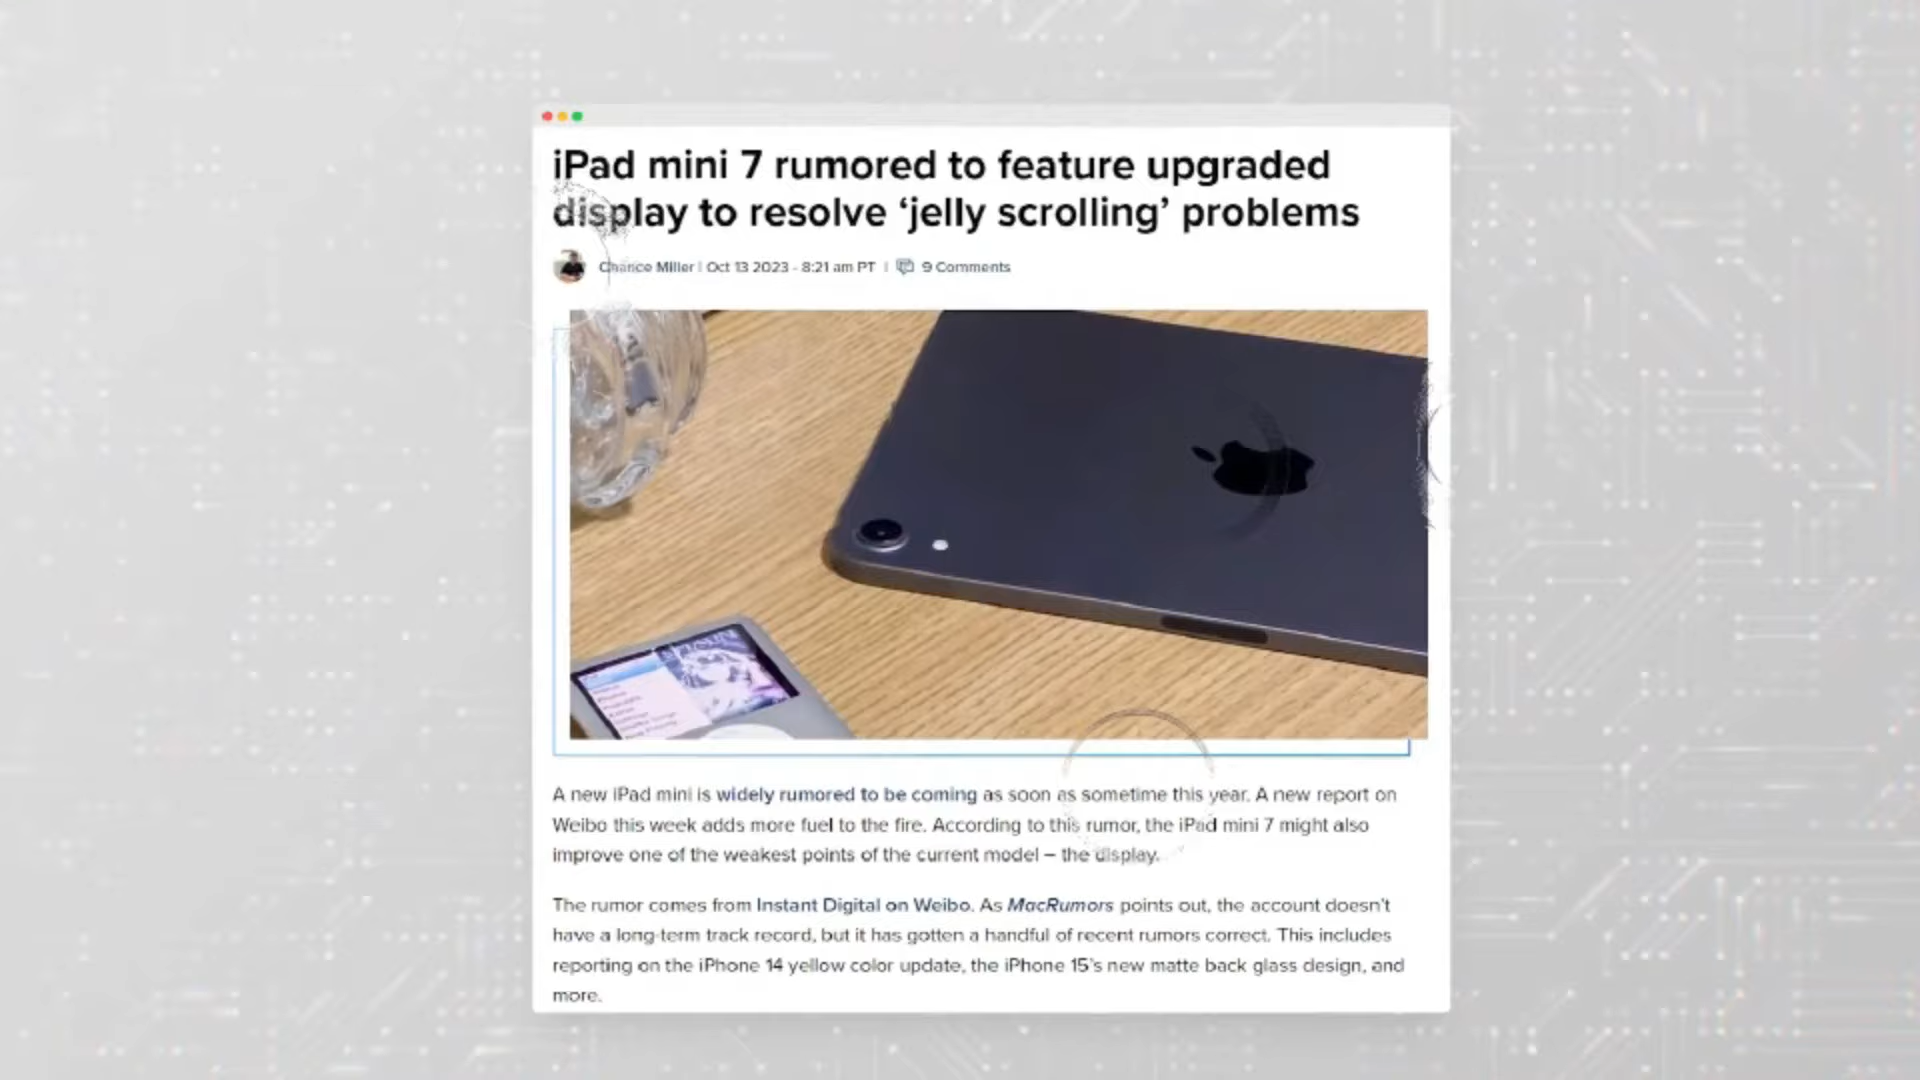 iPad mini 7 rumored to feature upgraded
display to resolve ‘jelly scrolling’ problems
Chance Miller | Oct 13 2023 - 8:21 am PT | 9 Comments
A new iPad mini is widely rumored to be coming as soon as sometime this year. A new report on
Weibo this week adds more fuel to the fire. According to this rumor, the iPad mini 7 might also
improve one of the weakest points of the current model – the display.
The rumor comes from Instant Digital on Weibo. As MacRumors points out, the account doesn't
have a long-term track record, but it has gotten a handful of recent rumors correct. This includes
reporting on the iPhone 14 yellow color update, the iPhone 15's new matte back glass design, and
more.